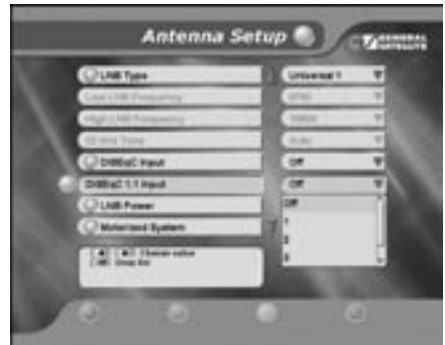 Antenna Setup
GENERAL SATELLITE
LNB Type Universal 1
Low LNB Frequency 9750
High LNB Frequency
22 kHz Tone Auto
DiSEqC Input Off
DiSEqC 1.1 Input Off
LNB Power Off
1
Motorized System 2
3
Choose value
Drop list